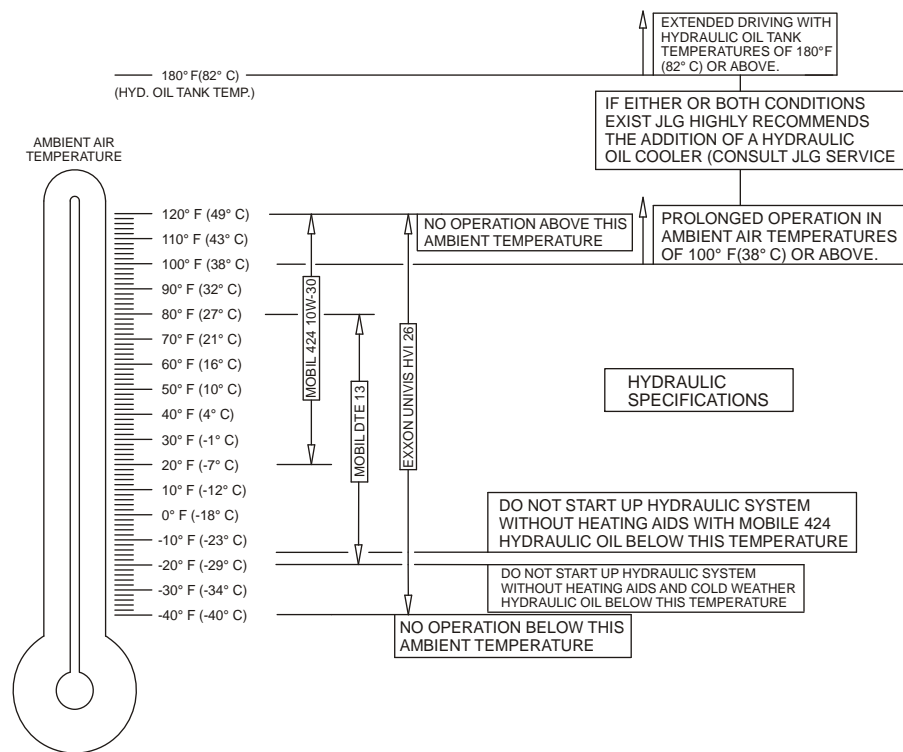 EXTENDED DRIVING WITH
HYDRAULIC OIL TANK
TEMPERATURES OF 180°F
(82° C) OR ABOVE.
180° F(82° C)
(HYD. OIL TANK TEMP.)
IF EITHER OR BOTH CONDITIONS
EXIST JLG HIGHLY RECOMMENDS
THE ADDITION OF A HYDRAULIC
OIL COOLER (CONSULT JLG SERVICE
AMBIENT AIR
TEMPERATURE
120° F (49° C)
110° F (43° C)
100° F (38° C)
90° F (32° C)
80° F (27° C)
70° F (21° C)
60° F (16° C)
50° F (10° C)
40° F (4° C)
30° F (-1° C)
20° F (-7° C)
10° F (-12° C)
0° F (-18° C)
-10° F (-23° C)
-20° F (-29° C)
-30° F (-34° C)
-40° F (-40° C)
MOBIL 424 10W-30
MOBIL DTE 13
EXXON UNIVIS HVI 26
NO OPERATION ABOVE THIS
AMBIENT TEMPERATURE
PROLONGED OPERATION IN
AMBIENT AIR TEMPERATURES
OF 100° F(38° C) OR ABOVE.
HYDRAULIC
SPECIFICATIONS
DO NOT START UP HYDRAULIC SYSTEM
WITHOUT HEATING AIDS WITH MOBILE 424
HYDRAULIC OIL BELOW THIS TEMPERATURE
DO NOT START UP HYDRAULIC SYSTEM
WITHOUT HEATING AIDS AND COLD WEATHER
HYDRAULIC OIL BELOW THIS TEMPERATURE
NO OPERATION BELOW THIS
AMBIENT TEMPERATURE